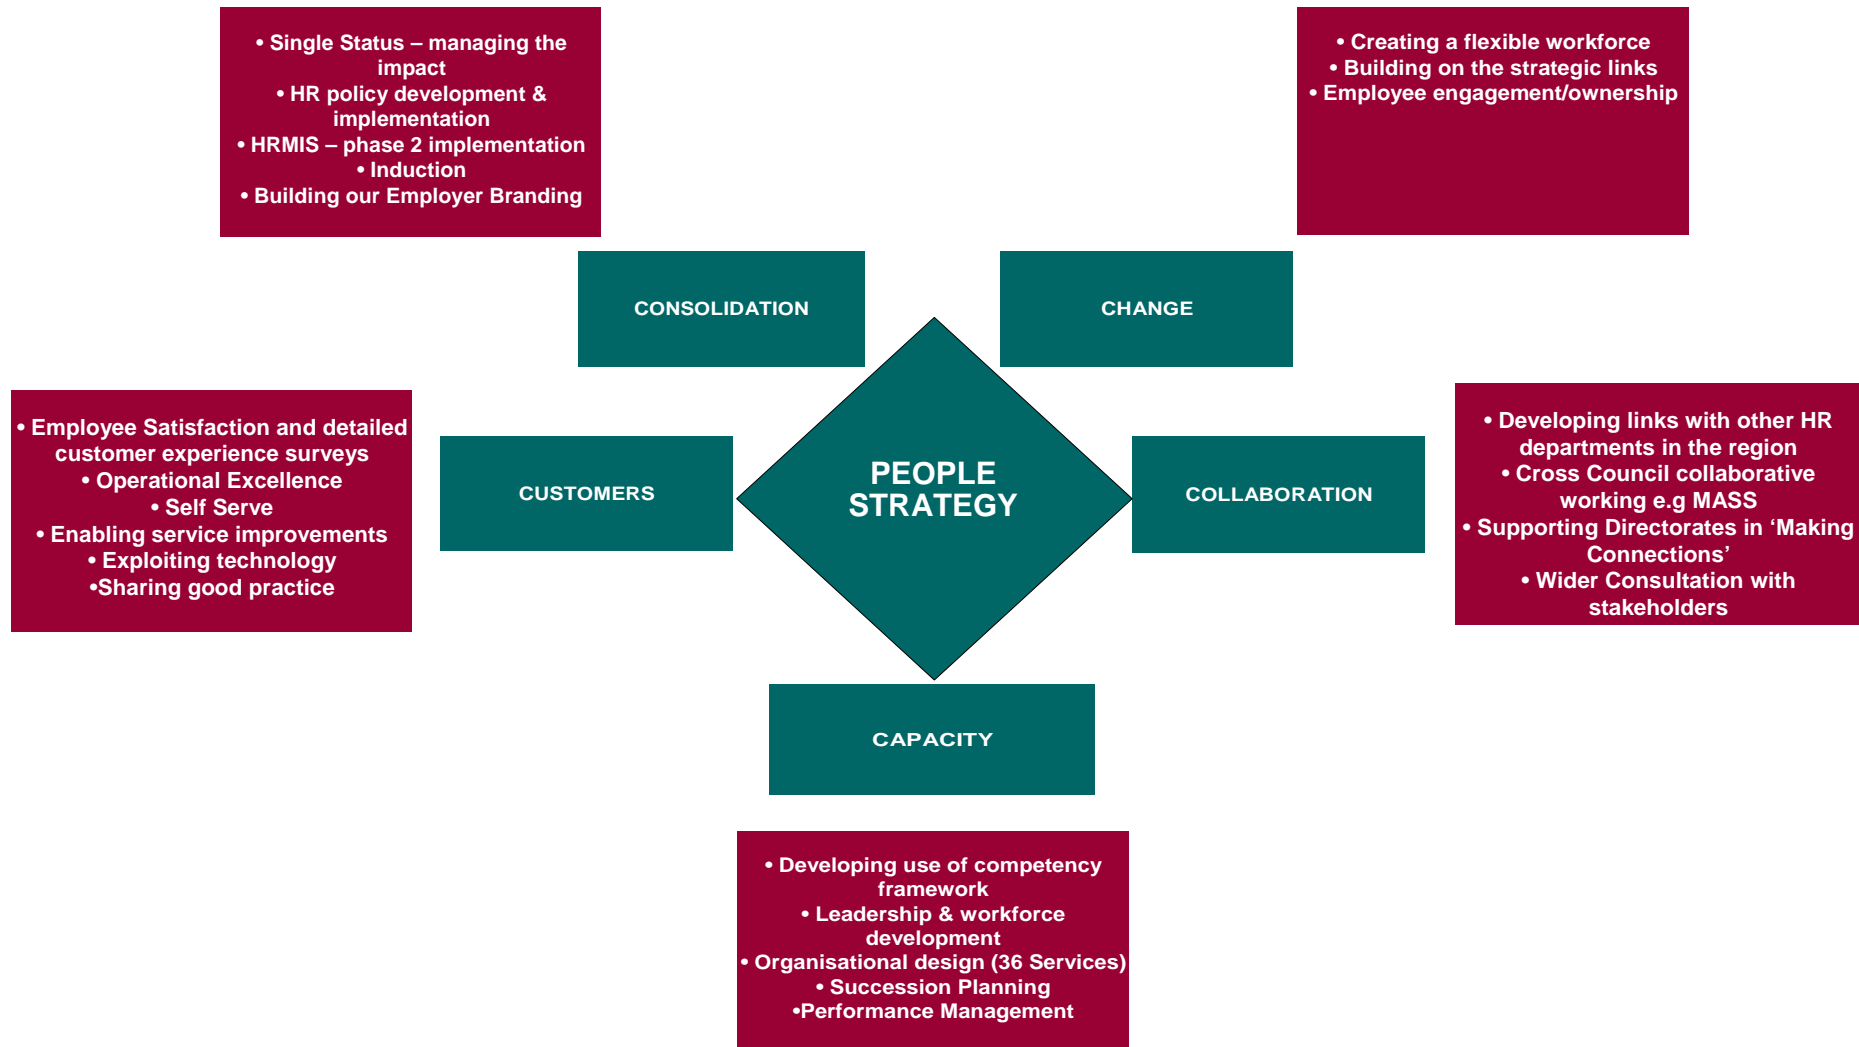 • Single Status – managing the
impact
• HR policy development &
implementation
• HRMIS – phase 2 implementation
• Induction
• Building our Employer Branding
• Creating a flexible workforce
• Building on the strategic links
• Employee engagement/ownership
CONSOLIDATION
CHANGE
• Employee Satisfaction and detailed
customer experience surveys
• Operational Excellence
• Self Serve
• Enabling service improvements
• Exploiting technology
•Sharing good practice
CUSTOMERS
PEOPLE
STRATEGY
COLLABORATION
• Developing links with other HR
departments in the region
• Cross Council collaborative
working e.g MASS
• Supporting Directorates in ‘Making
Connections’
• Wider Consultation with
stakeholders
CAPACITY
• Developing use of competency
framework
• Leadership & workforce
development
• Organisational design (36 Services)
• Succession Planning
•Performance Management